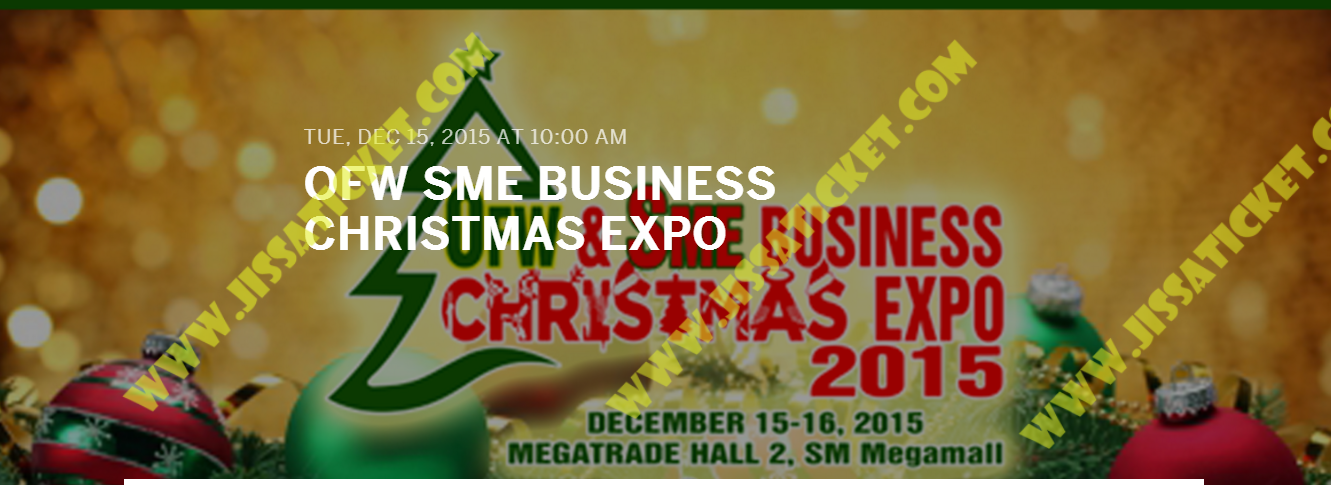 TUE, DEC 15, 2015 AT 10:00 AM
OFW SME BUSINESS
CHRISTMAS EXPO
OFW & SME BUSINESS
CHRISTMAS EXPO
2015
DECEMBER 15-16, 2015
MEGATRADE HALL 2, SM Megamall
WWW.JISSATICKET.COM
WWW.JISSATICKET.COM
WWW.JISSATICKET.CO